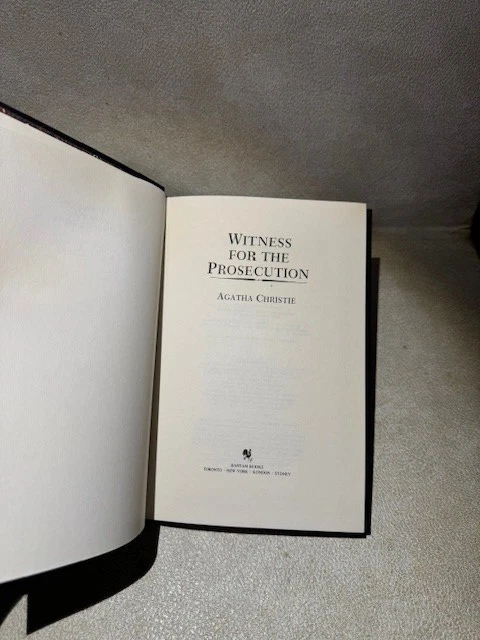 WITNESS
FOR THE
PROSECUTION
AGATHA CHRISTIE
BANTAM BOOKS
TORONTO · NEW YORK · LONDON · SYDNEY